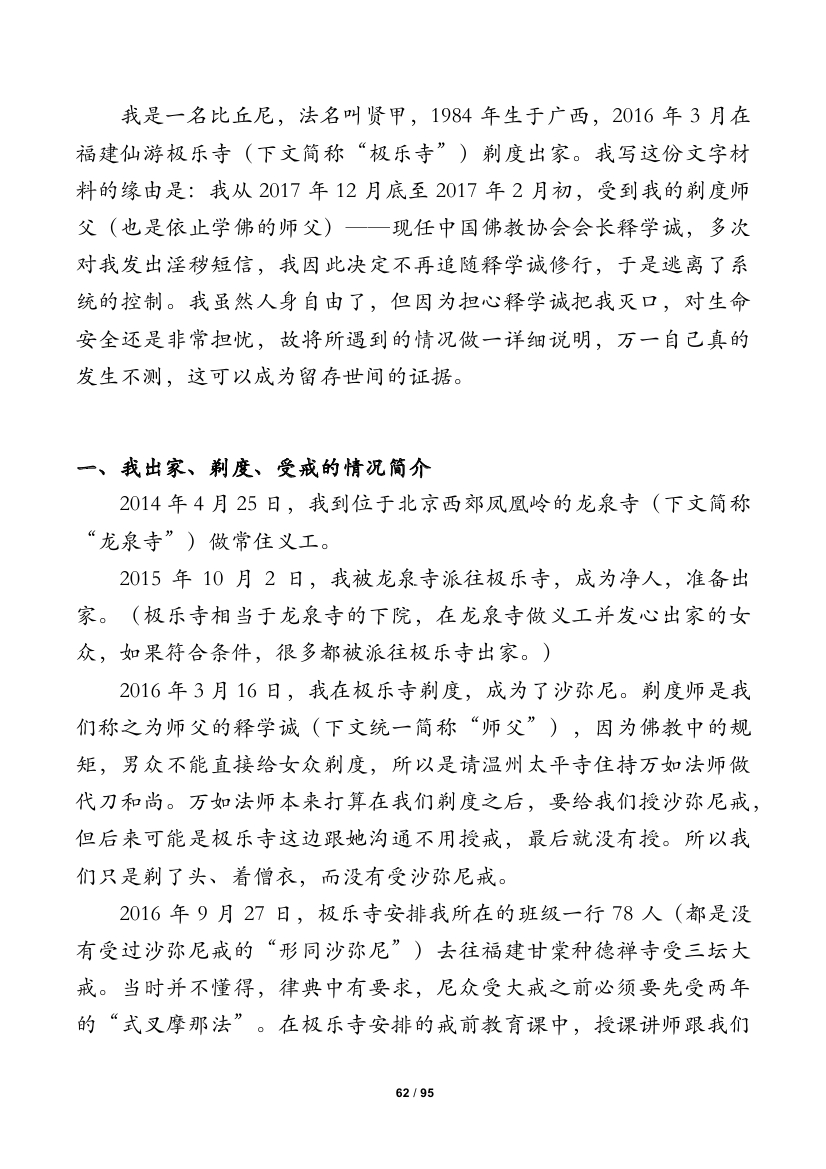 我是一名比丘尼，法名叫贤甲，1984 年生于广西，2016 年 3 月在
福建仙游极乐寺（下文简称“极乐寺”）剃度出家。我写这份文字材
料的缘由是：我从 2017 年 12 月底至 2017 年 2 月初，受到我的剃度师
父（也是依止学佛的师父）——现任中国佛教协会会长释学诚，多次
对我发出淫秽短信，我因此决定不再追随释学诚修行，于是逃离了系
统的控制。我虽然人身自由了，但因为担心释学诚把我灭口，对生命
安全还是非常担忧，故将所遇到的情况做一详细说明，万一自己真的
发生不测，这可以成为留存世间的证据。
一、我出家、剃度、受戒的情况简介
2014 年 4 月 25 日，我到位于北京西郊凤凰岭的龙泉寺（下文简称
“龙泉寺”）做常住义工。
2015 年 10 月 2 日，我被龙泉寺派往极乐寺，成为净人，准备出
家。（极乐寺相当于龙泉寺的下院，在龙泉寺做义工并发心出家的女
众，如果符合条件，很多都被派往极乐寺出家。）
2016 年 3 月 16 日，我在极乐寺剃度，成为了沙弥尼。剃度师是我
们称之为师父的释学诚（下文统一简称“师父”），因为佛教中的规
矩，男众不能直接给女众剃度，所以是请温州太平寺住持万如法师做
代刀和尚。万如法师本来打算在我们剃度之后，要给我们授沙弥尼戒，
但后来可能是极乐寺这边跟她沟通不用授戒，最后就没有授。所以我
们只是剃了头、着僧衣，而没有受沙弥尼戒。
2016 年 9 月 27 日，极乐寺安排我所在的班级一行 78 人（都是没
有受过沙弥尼戒的“形同沙弥尼”）去往福建甘棠种德禅寺受三坛大
戒。当时并不懂得，律典中有要求，尼众受大戒之前必须要先受两年
的“式叉摩那法”。在极乐寺安排的戒前教育课中，授课讲师跟我们
62 / 95